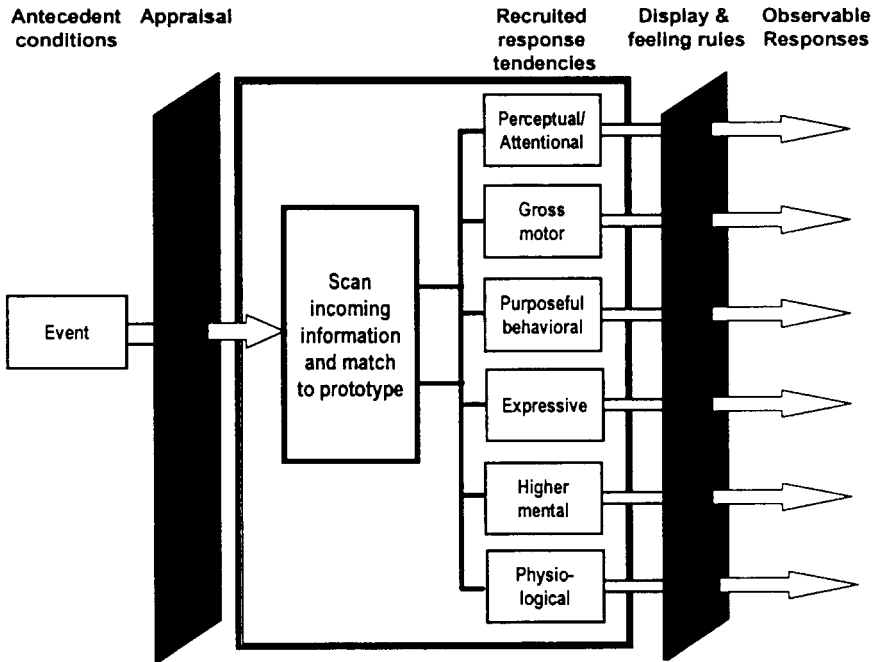 Antecedent
conditions
Appraisal
Recruited
response
tendencies
Display &
feeling rules
Observable
Responses
Event
Scan
incoming
information
and match
to prototype
Perceptual/
Attentional
Gross
motor
Purposeful
behavioral
Expressive
Higher
mental
Physio-
logical